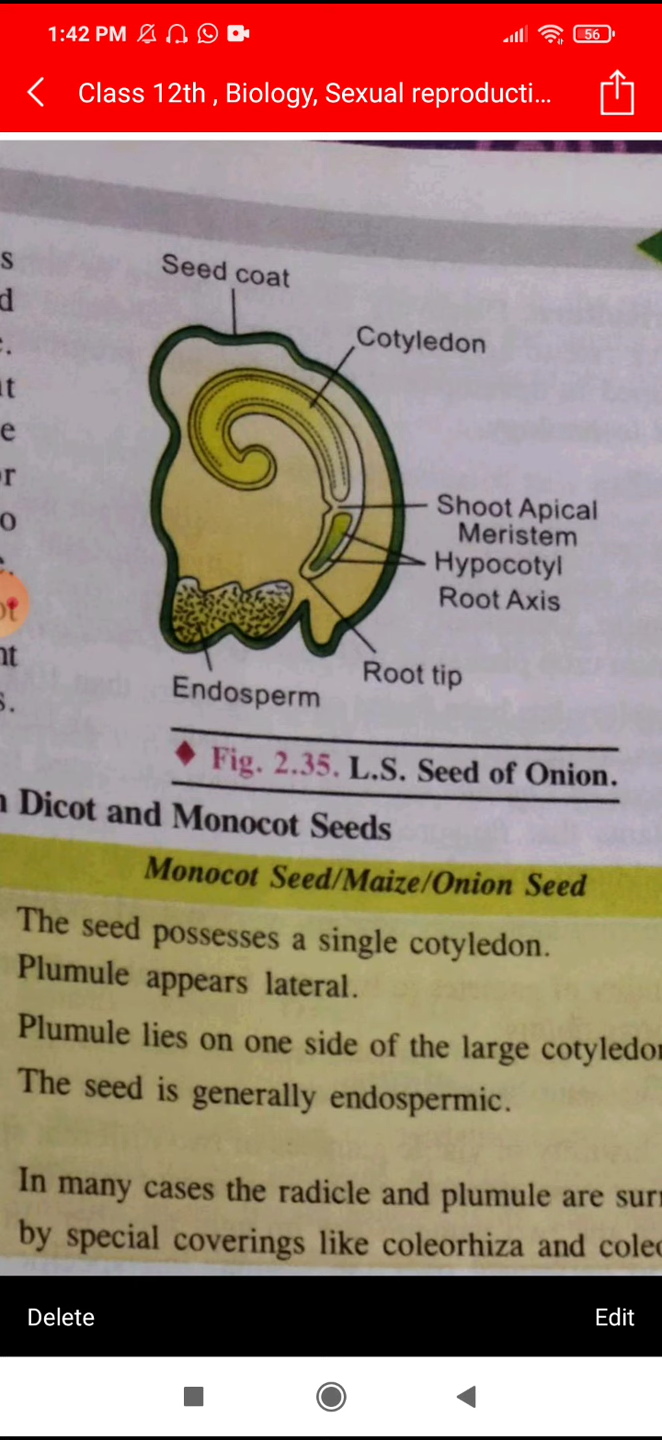 1:42 PM
56
Class 12th , Biology, Sexual reproducti...
s
d
e
r
o
Seed coat
Cotyledon
Shoot Apical
Meristem
Hypocotyl
Root Axis
Root tip
Endosperm
Fig. 2.35. L.S. Seed of Onion.
Dicot and Monocot Seeds
Monocot Seed/Maize/Onion Seed
The seed possesses a single cotyledon.
Plumule appears lateral.
Plumule lies on one side of the large
The seed is generally endospermic.
In many cases the radicle and plumule are
by special coverings like coleorhiza and
Delete
Edit